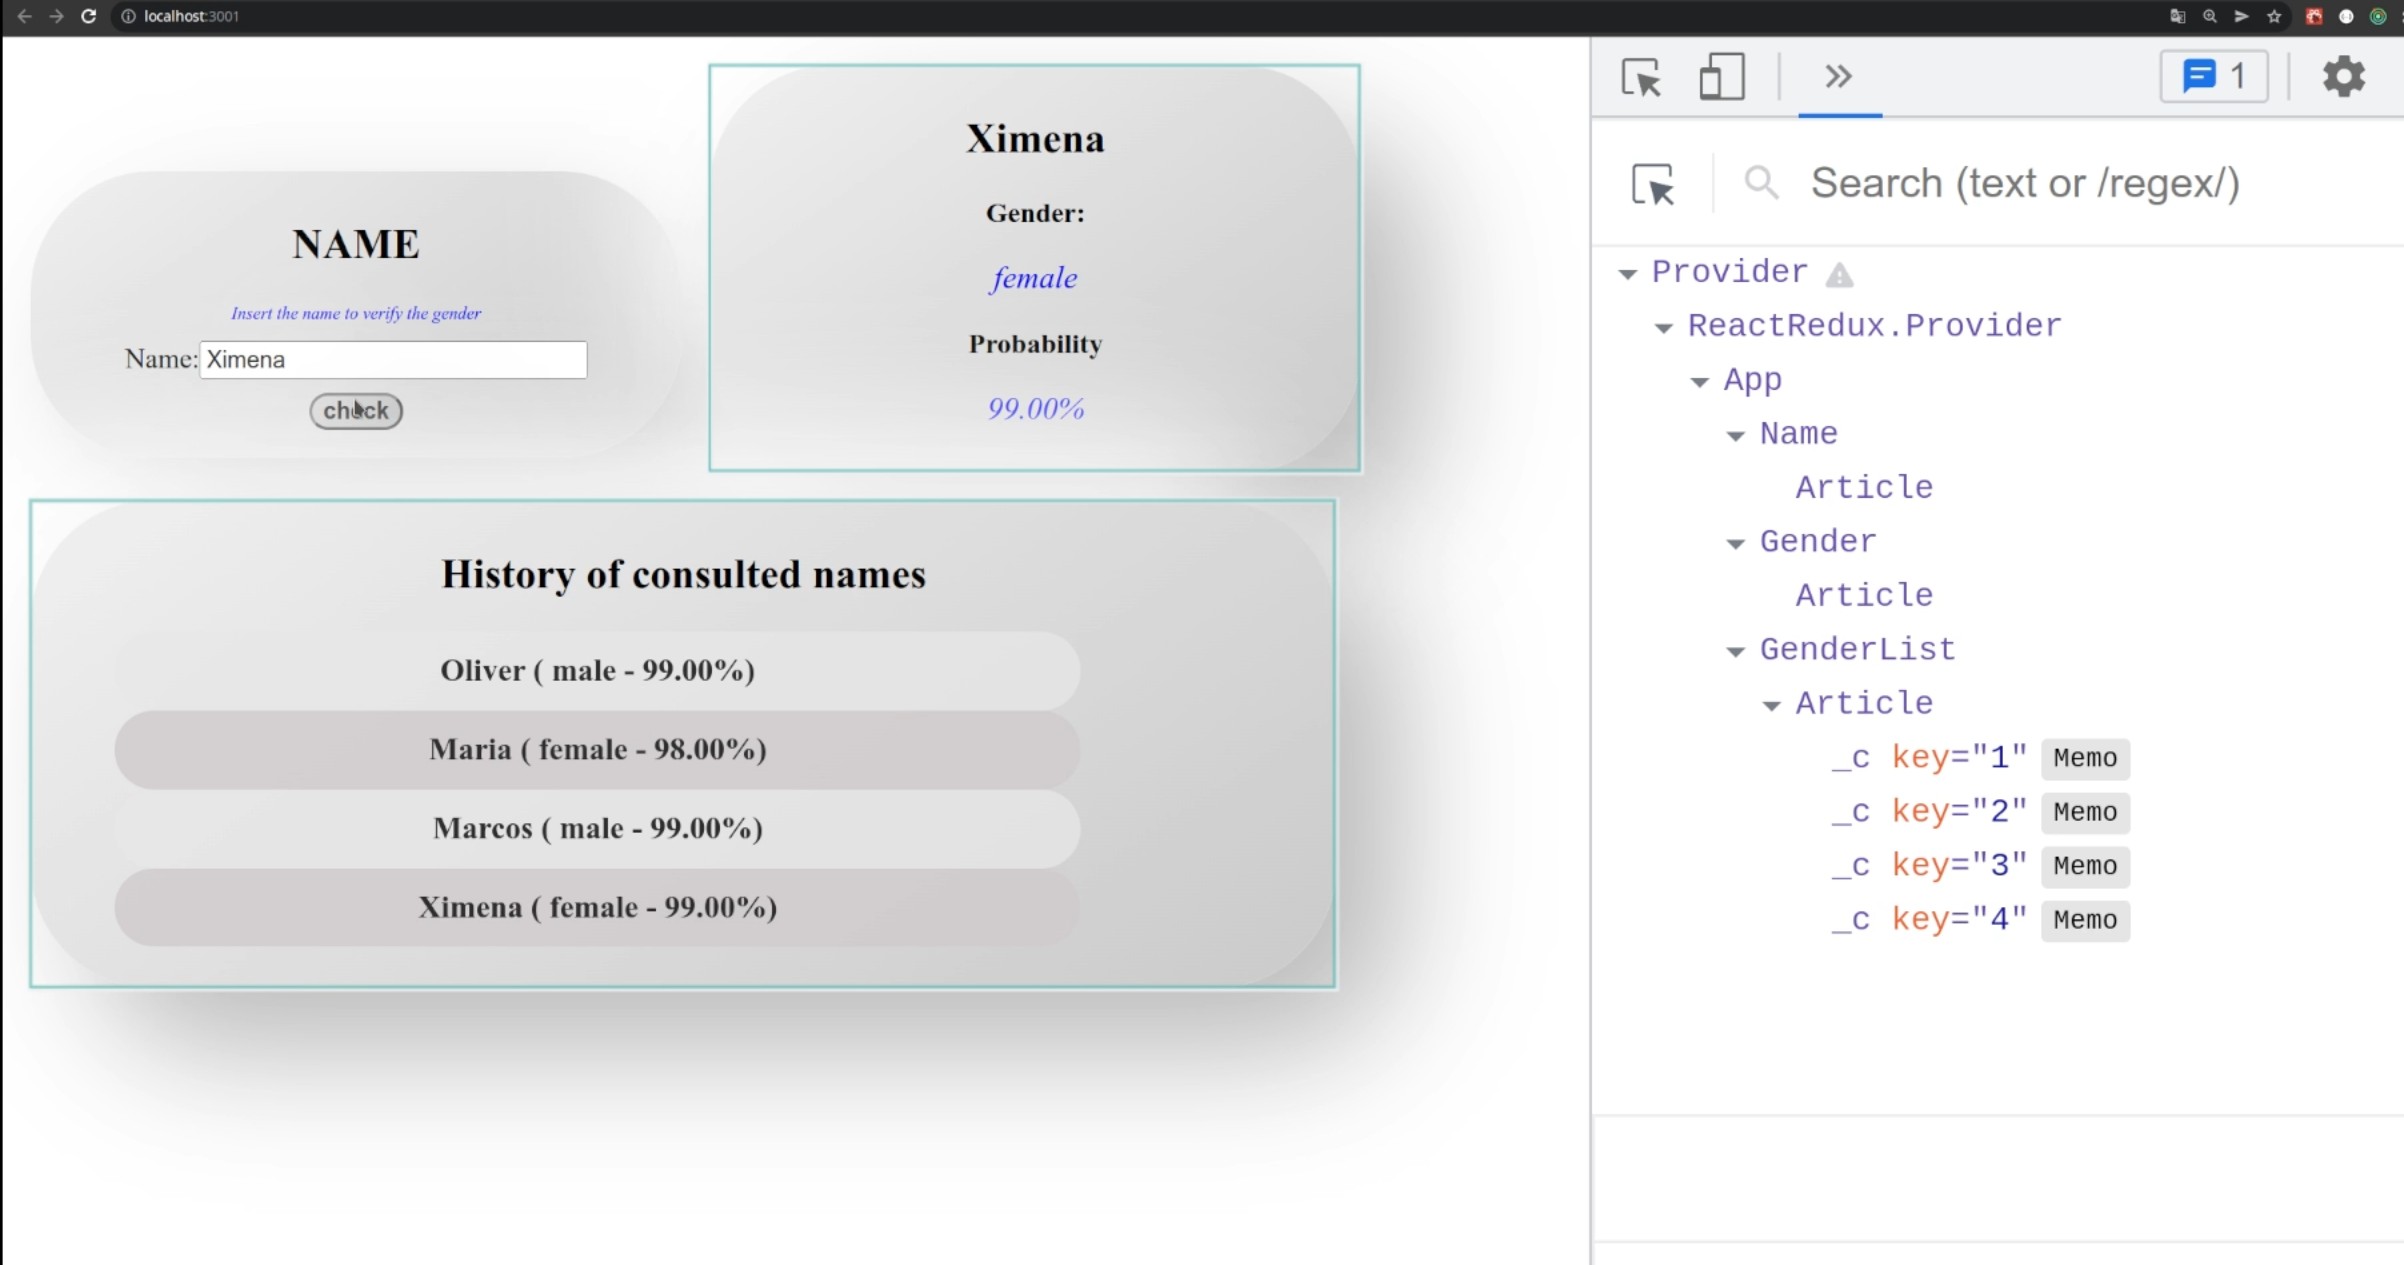 localhost:3001
NAME
Insert the name to verify the gender
Name: Ximena
check
Ximena
Gender:
female
Probability
99.00%
History of consulted names
Oliver ( male - 99.00%)
Maria ( female - 98.00%)
Marcos ( male - 99.00%)
Ximena ( female - 99.00%)
1
Search (text or /regex/)
Provider
ReactRedux.Provider
App
Name
Article
Gender
Article
GenderList
Article
_c key="1" Memo
_c key="2" Memo
_c key="3" Memo
_c key="4" Memo